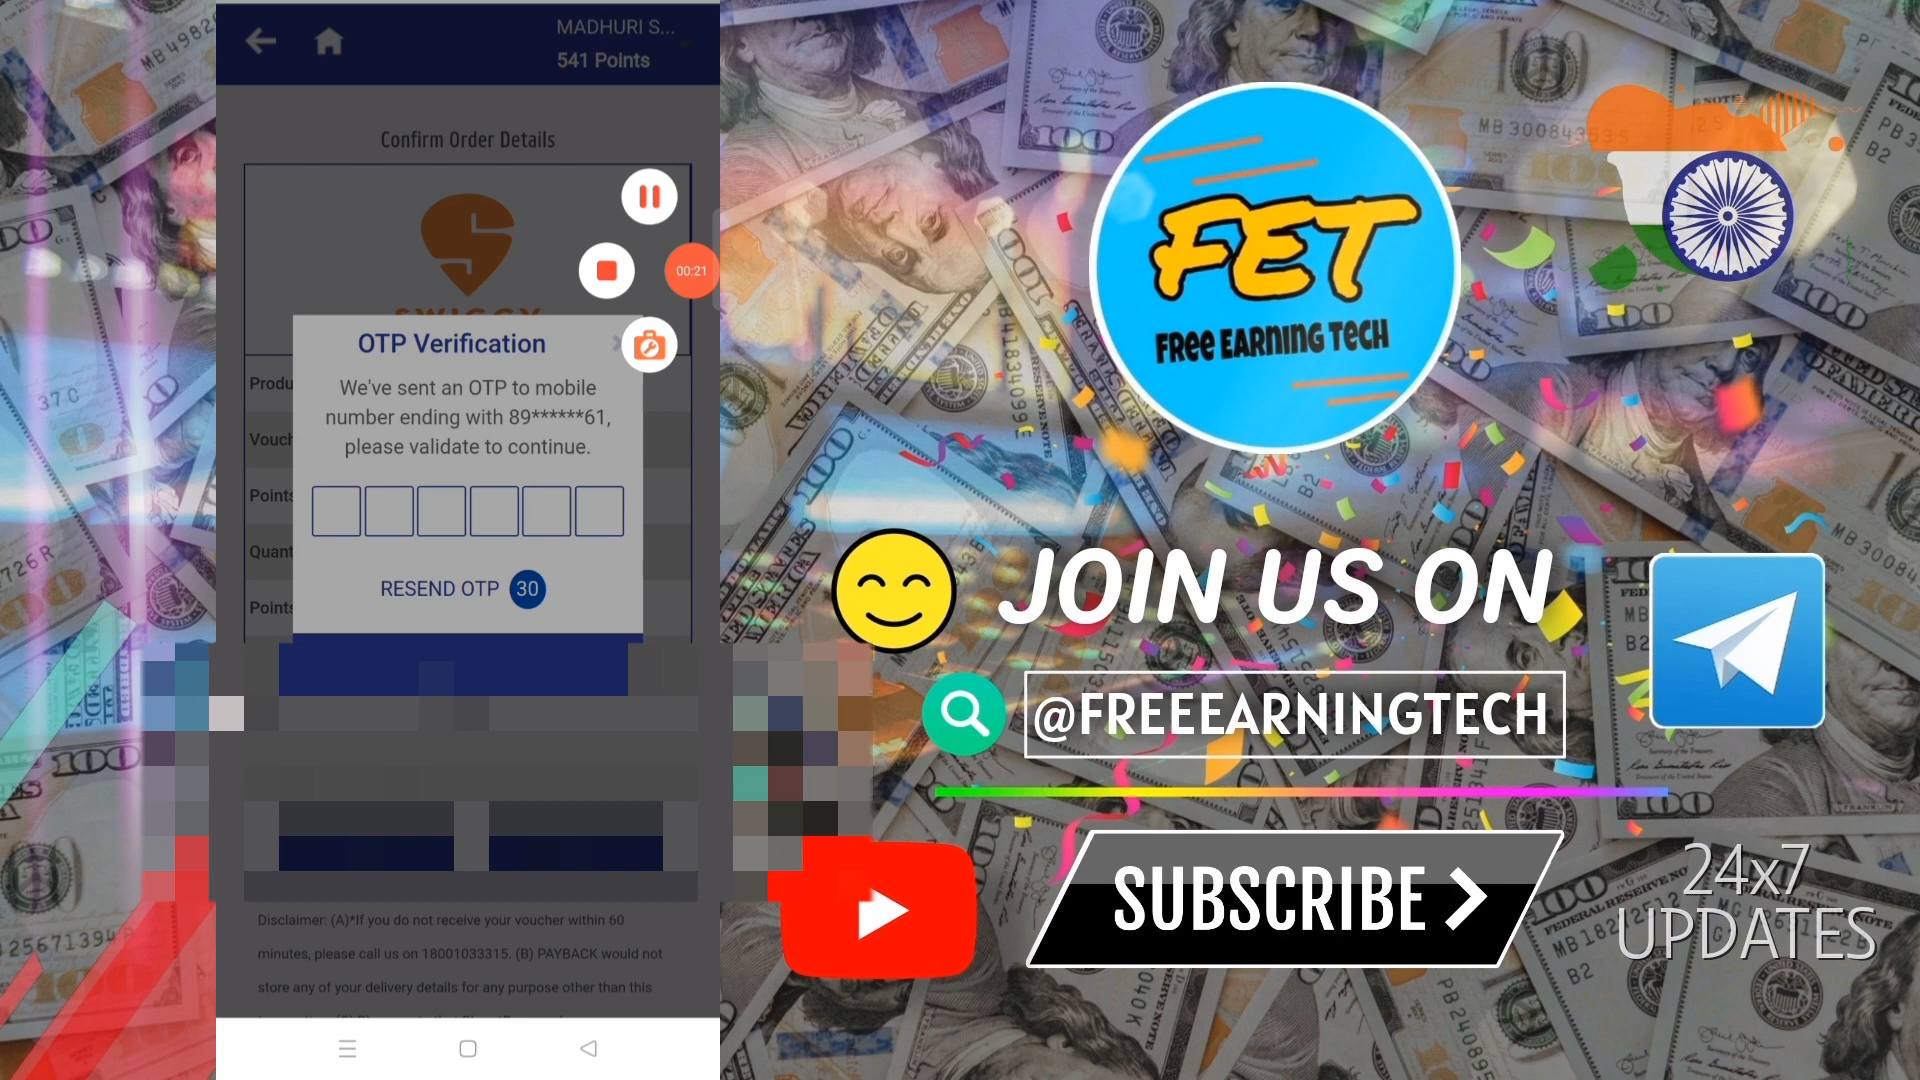 MADHURI S...
541 Points
Confirm Order Details
00:21
SWIGGY
OTP Verification
We've sent an OTP to mobile
number ending with 89******61,
please validate to continue.
Produ
Vouch
Points
Quant
Points
RESEND OTP 30
Disclaimer: (A)*If you do not receive your voucher within 60
minutes, please call us on 18001033315. (B) PAYBACK would not
store any of your delivery details for any purpose other than this
FET
FREE EARNING TECH
JOIN US ON
@FREEEARNINGTECH
SUBSCRIBE
24x7
UPDATES